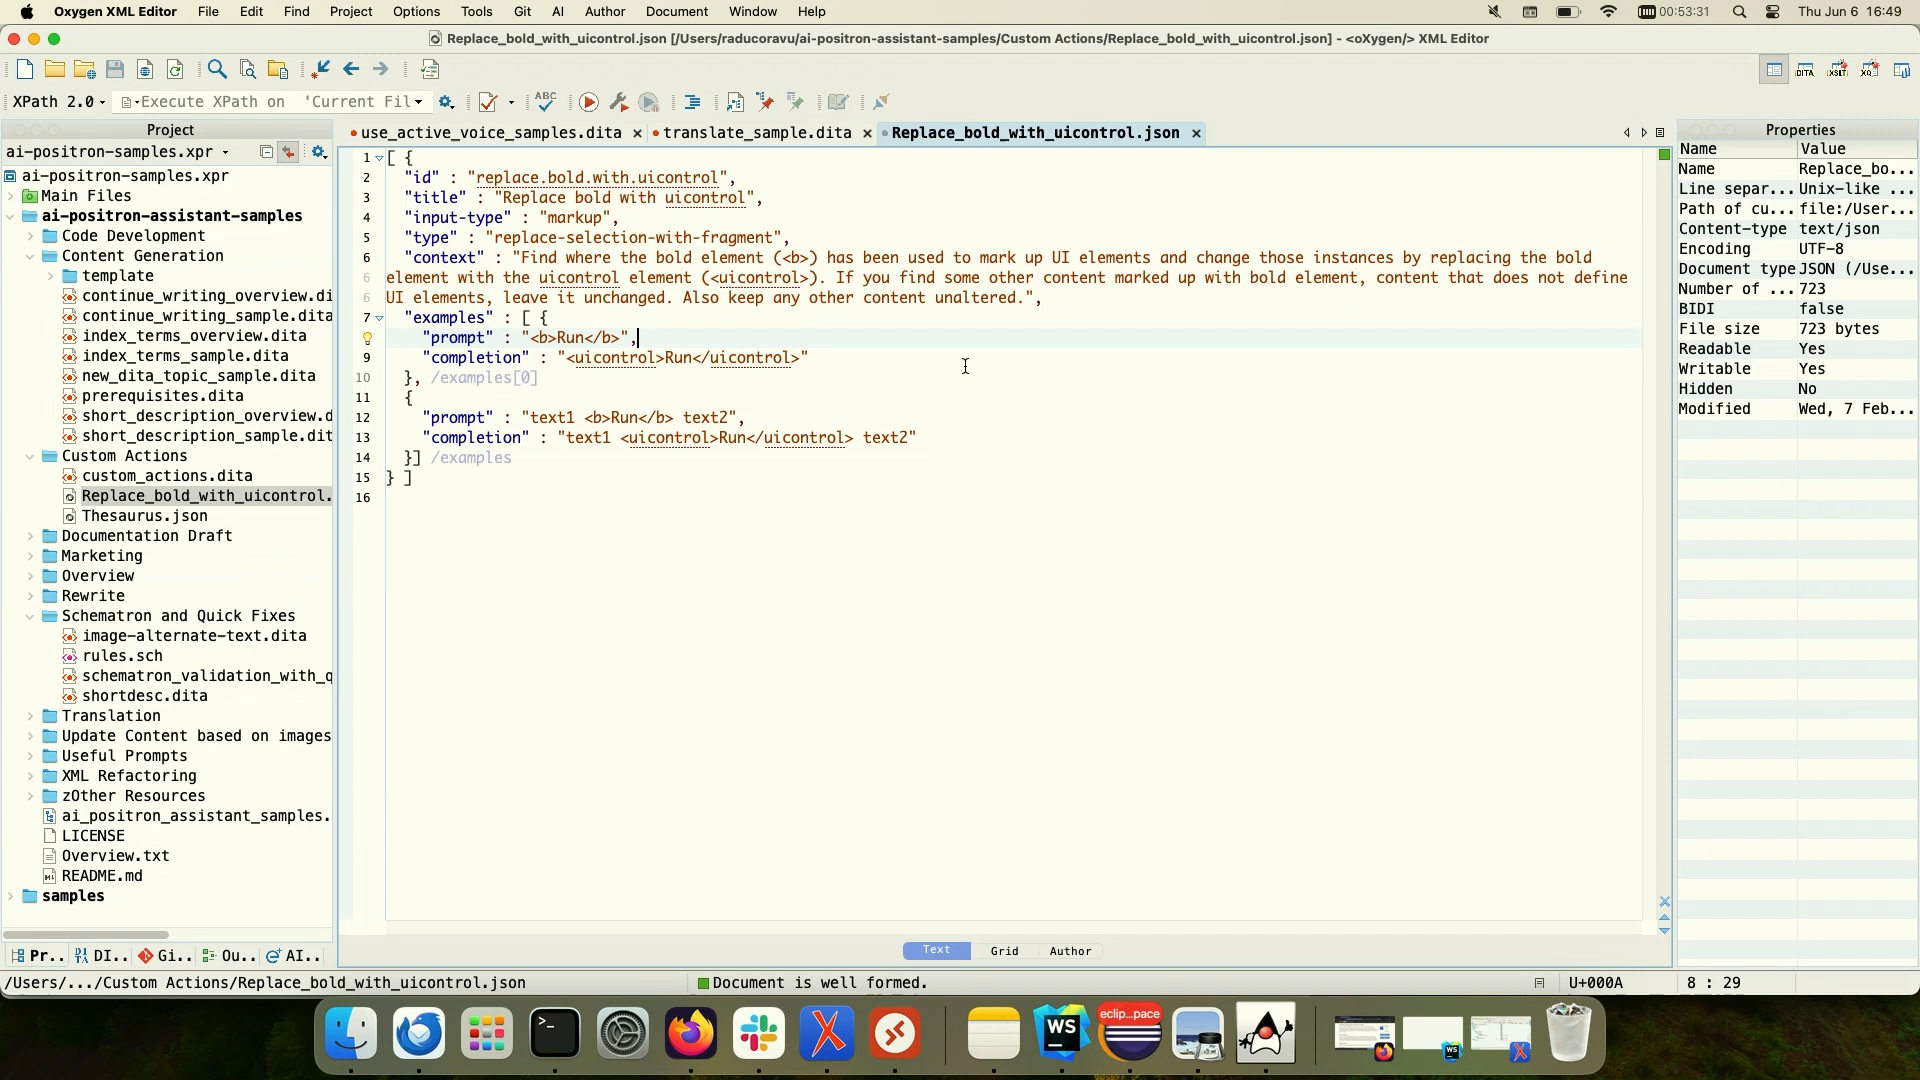 Oxygen XML Editor File Edit Find Project Options Tools Git AI Author Document Window Help 00:53:31 Thu Jun 6 16:49
Replace_bold_with_uicontrol.json [/Users/raducoravu/ai-positron-assistant-samples/Custom Actions/Replace_bold_with_uicontrol.json] - <oXygen/> XML Editor
DITA XSLT XQ
XPath 2.0 Execute XPath on 'Current Fil ABC
Project
ai-positron-samples.xpr
ai-positron-samples.xpr
Main Files
ai-positron-assistant-samples
Code Development
Content Generation
template
continue_writing_overview.di
continue_writing_sample.dita
index_terms_overview.dita
index_terms_sample.dita
new_dita_topic_sample.dita
prerequisites.dita
short_description_overview.d
short_description_sample.dit
Custom Actions
custom_actions.dita
Replace_bold_with_uicontrol.
Thesaurus.json
Documentation Draft
Marketing
Overview
Rewrite
Schematron and Quick Fixes
image-alternate-text.dita
rules.sch
schematron_validation_with_q
shortdesc.dita
Translation
Update Content based on images
Useful Prompts
XML Refactoring
zOther Resources
ai_positron_assistant_samples.
LICENSE
Overview.txt
README.md
samples
Pr.. DI.. Gi.. Ou.. AI..
use_active_voice_samples.dita translate_sample.dita Replace_bold_with_uicontrol.json
1 [ {
2 "id" : "replace.bold.with.uicontrol",
3 "title" : "Replace bold with uicontrol",
4 "input-type" : "markup",
5 "type" : "replace-selection-with-fragment",
6 "context" : "Find where the bold element (<b>) has been used to mark up UI elements and change those instances by replacing the bold
6 element with the uicontrol element (<uicontrol>). If you find some other content marked up with bold element, content that does not define
6 UI elements, leave it unchanged. Also keep any other content unaltered.",
7 "examples" : [ {
"prompt" : "<b>Run</b>",
9 "completion" : "<uicontrol>Run</uicontrol>"
10 }, /examples[0]
11 {
12 "prompt" : "text1 <b>Run</b> text2",
13 "completion" : "text1 <uicontrol>Run</uicontrol> text2"
14 }] /examples
15 } ]
16
Text Grid Author
Properties
Name Value
Name Replace_bo...
Line separ... Unix-like ...
Path of cu... file:/User...
Content-type text/json
Encoding UTF-8
Document type JSON (/Use...
Number of ... 723
BIDI false
File size 723 bytes
Readable Yes
Writable Yes
Hidden No
Modified Wed, 7 Feb...
/Users/.../Custom Actions/Replace_bold_with_uicontrol.json Document is well formed. U+000A 8 : 29
WS eclip...pace